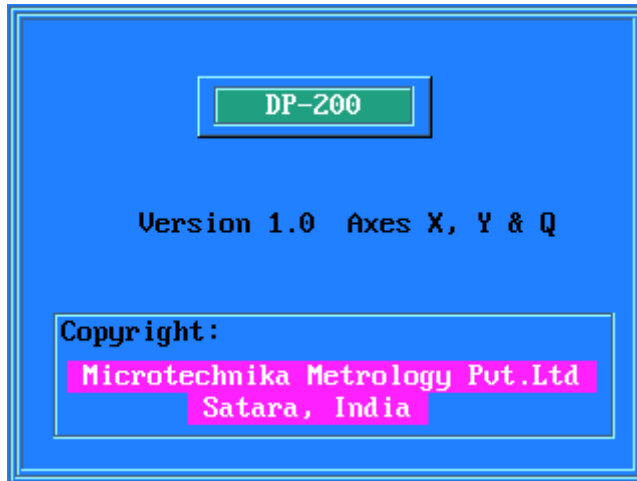 DP-200
Version 1.0 Axes X, Y & Q
Copyright:
Microtechnika Metrology Pvt.Ltd
Satara, India